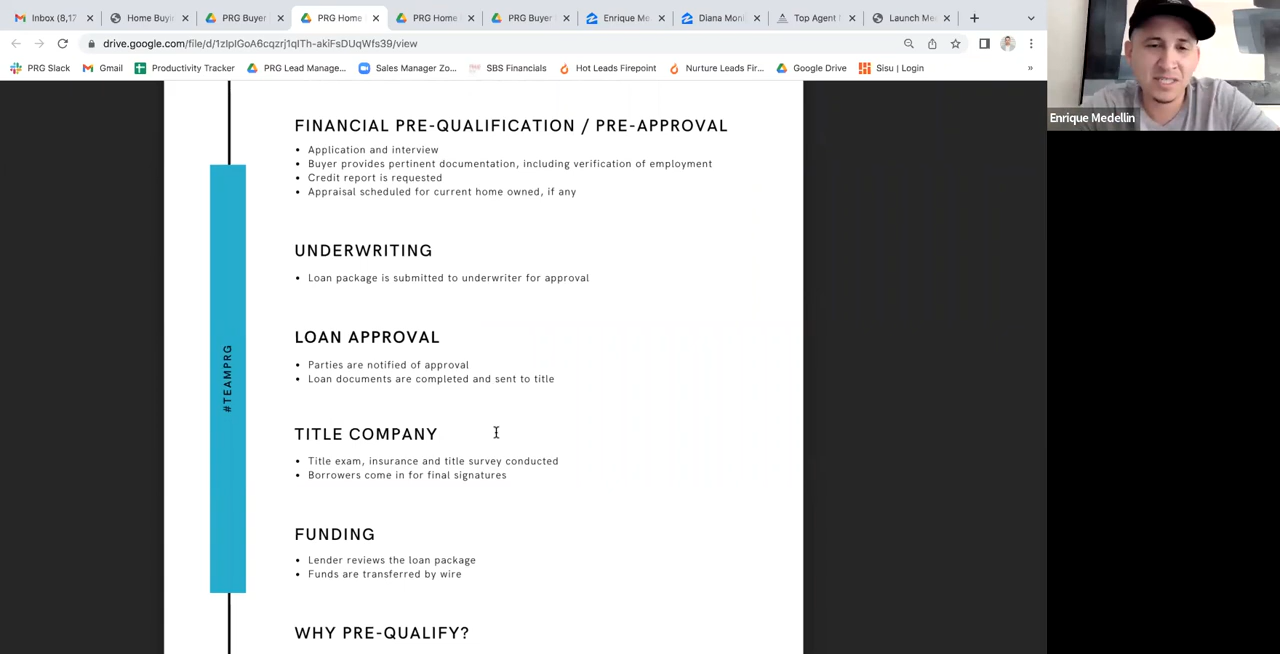 Inbox (8,17
Home Buyi
PRG Buyer
PRG Home
PRG Home
PRG Buyer
Enrique Me
Diana Moni
Top Agent
Launch Me
drive.google.com/file/d/1zIpIGoA6cqzrj1qITh-akiFsDUqWfs39/view
PRG Slack
Gmail
Productivity Tracker
PRG Lead Manage...
Sales Manager Zo...
SBS Financials
Hot Leads Firepoint
Nurture Leads Fir...
Google Drive
Sisu | Login
»
Enrique Medellin
FINANCIAL PRE-QUALIFICATION / PRE-APPROVAL
• Application and interview
• Buyer provides pertinent documentation, including verification of employment
• Credit report is requested
• Appraisal scheduled for current home owned, if any
UNDERWRITING
• Loan package is submitted to underwriter for approval
LOAN APPROVAL
• Parties are notified of approval
• Loan documents are completed and sent to title
#TEAMPRG
TITLE COMPANY
• Title exam, insurance and title survey conducted
• Borrowers come in for final signatures
FUNDING
• Lender reviews the loan package
• Funds are transferred by wire
WHY PRE-QUALIFY?